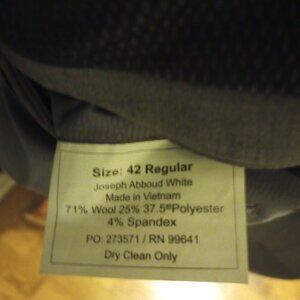 Size: 42 Regular
Joseph Abboud White
Made in Vietnam
71% Wool 25% 37.5®Polyester
4% Spandex
PO: 273571 / RN 99641
Dry Clean Only